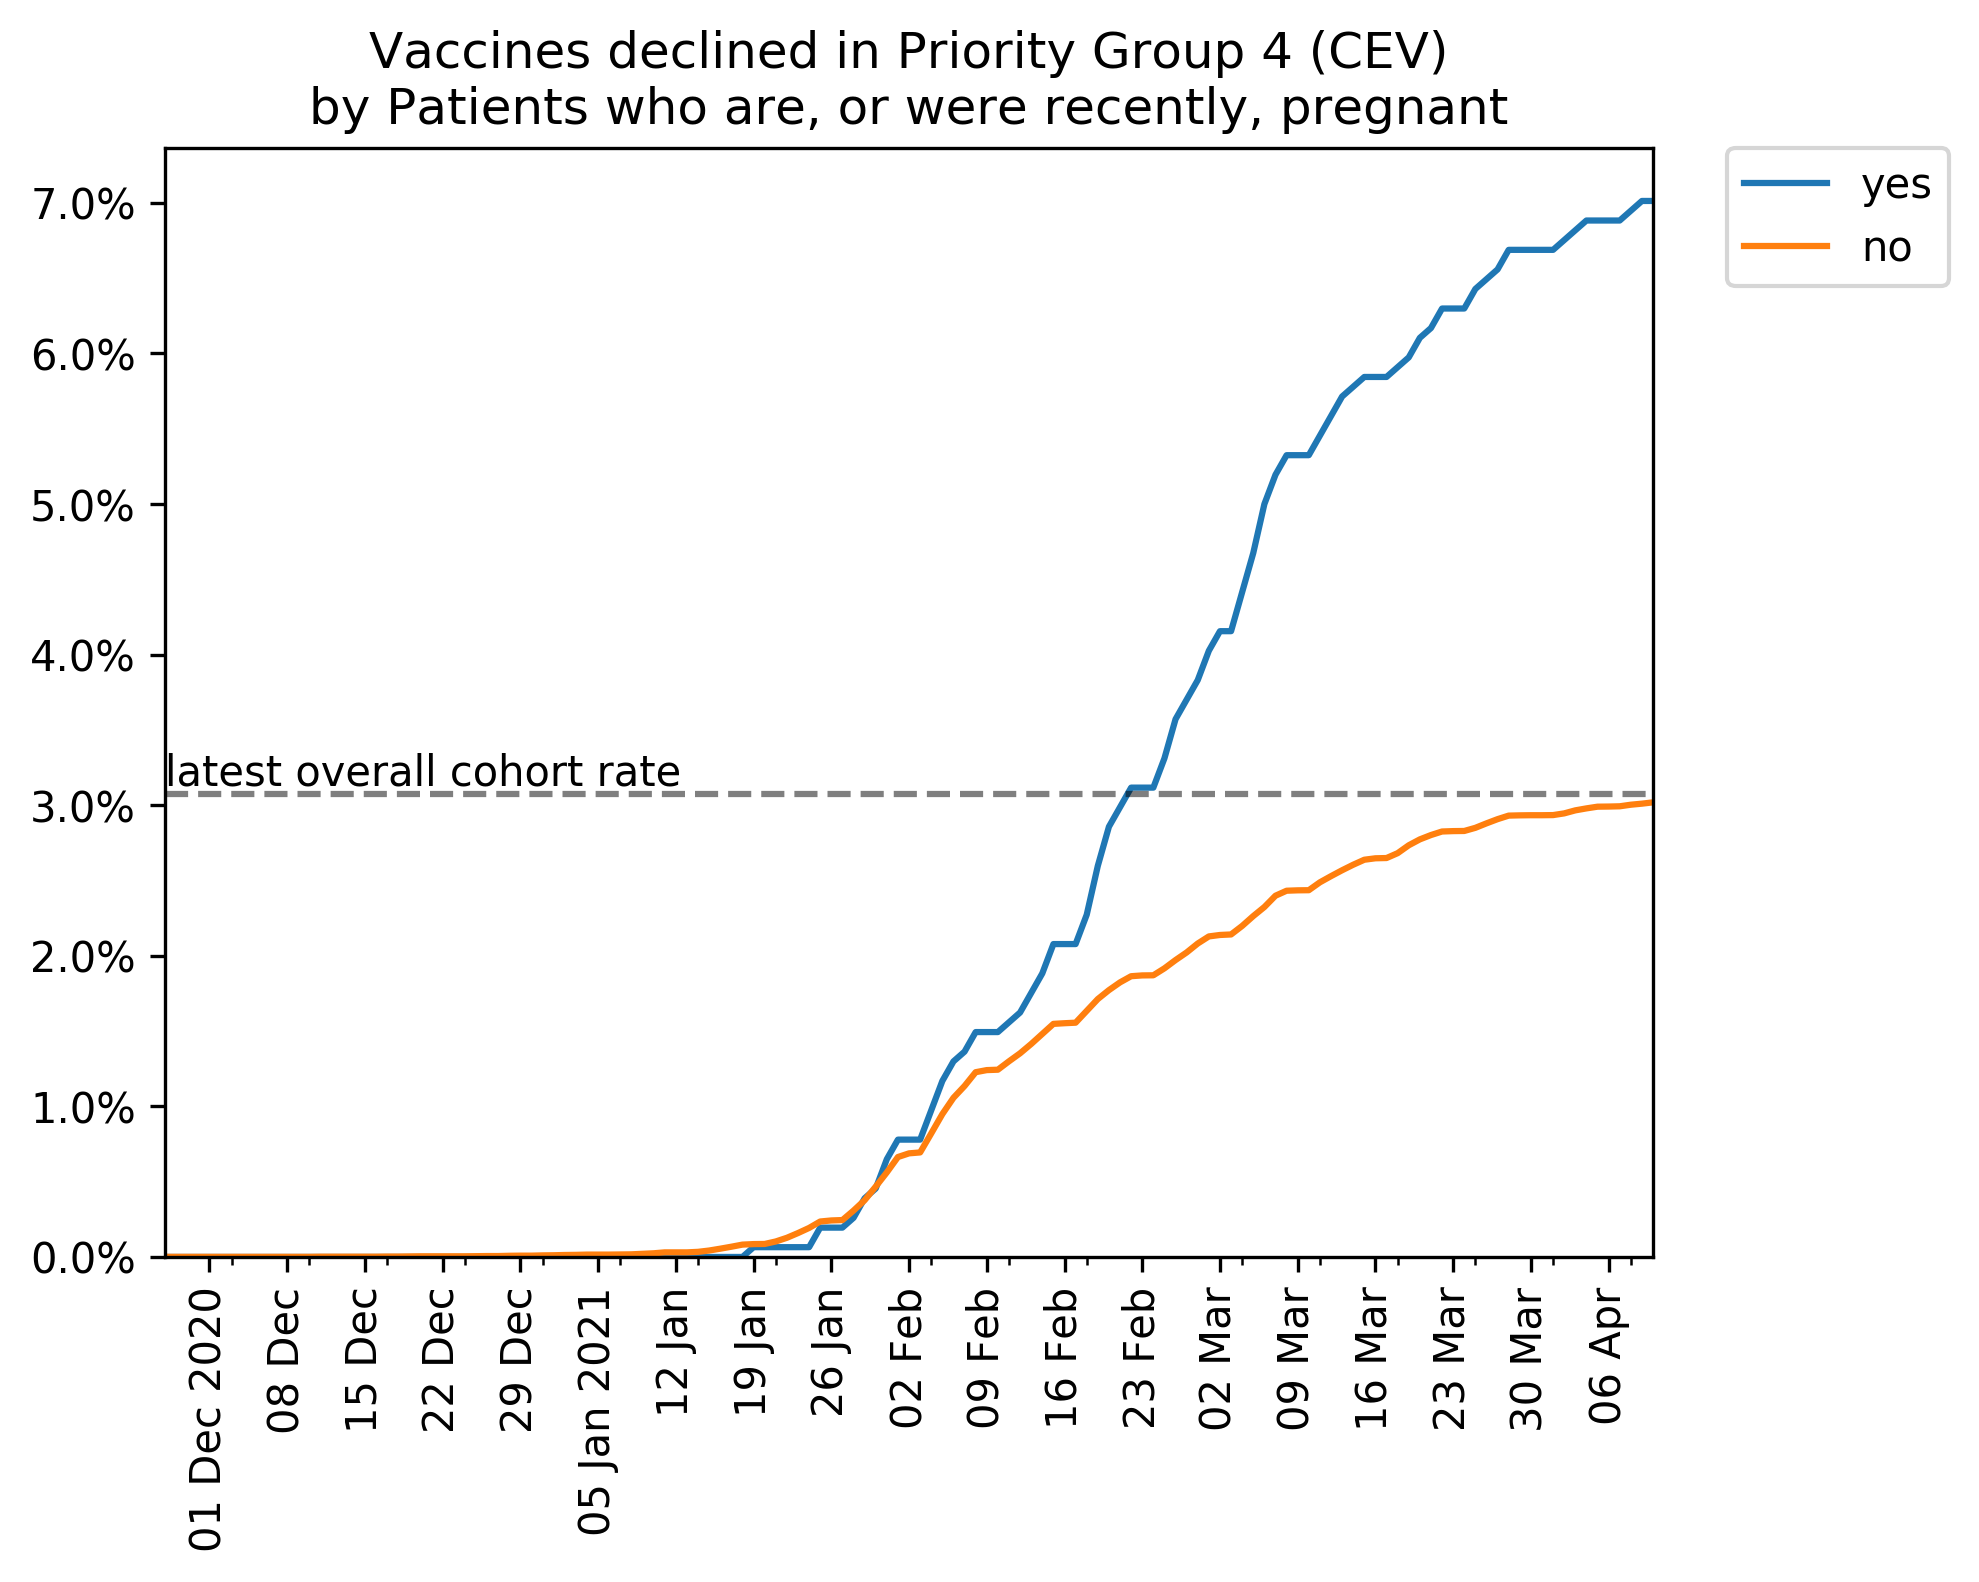 Vaccines declined in Priority Group 4 (CEV)
by Patients who are, or were recently, pregnant
yes
no
7.0%
6.0%
5.0%
4.0%
latest overall cohort rate
3.0%
2.0%
1.0%
0.0%
01 Dec 2020
08 Dec
15 Dec
22 Dec
29 Dec
05 Jan 2021
12 Jan
19 Jan
26 Jan
02 Feb
09 Feb
16 Feb
23 Feb
02 Mar
09 Mar
16 Mar
23 Mar
30 Mar
06 Apr